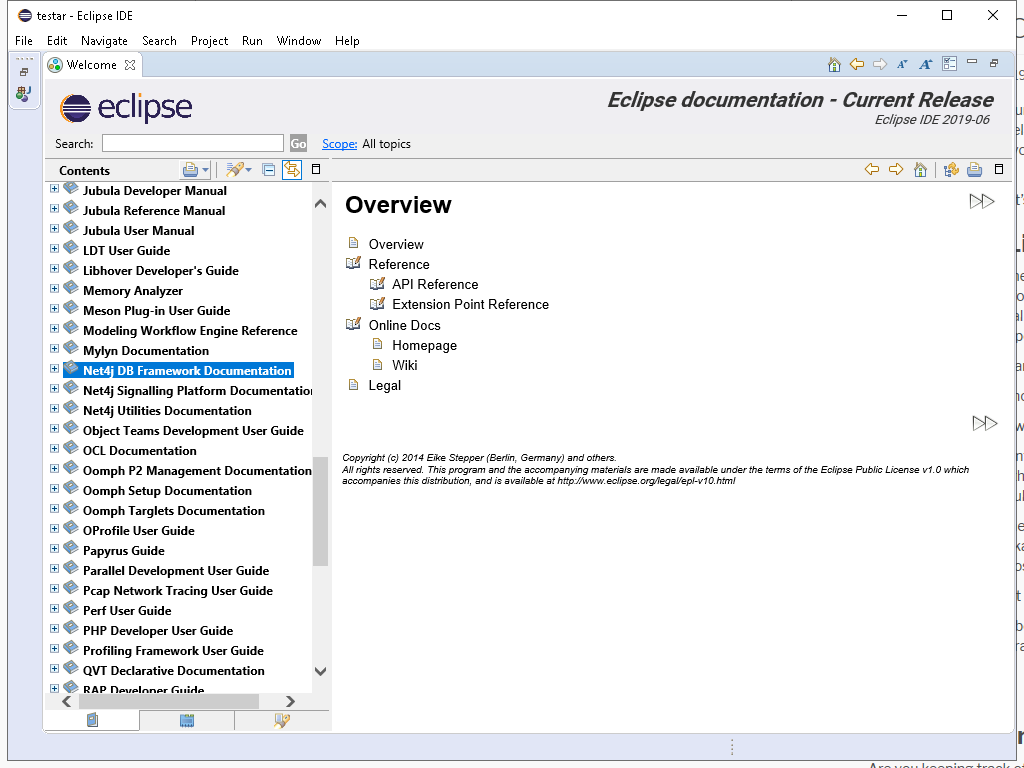 testar - Eclipse IDE
File Edit Navigate Search Project Run Window Help
Welcome
eclipse
Eclipse documentation - Current Release
Eclipse IDE 2019-06
Search: Go Scope: All topics
Contents
Jubula Developer Manual
Jubula Reference Manual
Jubula User Manual
LDT User Guide
Libhover Developer's Guide
Memory Analyzer
Meson Plug-in User Guide
Modeling Workflow Engine Reference
Mylyn Documentation
Net4j DB Framework Documentation
Net4j Signalling Platform Documentation
Net4j Utilities Documentation
Object Teams Development User Guide
OCL Documentation
Oomph P2 Management Documentation
Oomph Setup Documentation
Oomph Targlets Documentation
OProfile User Guide
Papyrus Guide
Parallel Development User Guide
Pcap Network Tracing User Guide
Perf User Guide
PHP Developer User Guide
Profiling Framework User Guide
QVT Declarative Documentation
RAP Developer Guide
Overview
Overview
Reference
API Reference
Extension Point Reference
Online Docs
Homepage
Wiki
Legal
Copyright (c) 2014 Eike Stepper (Berlin, Germany) and others.
All rights reserved. This program and the accompanying materials are made available under the terms of the Eclipse Public License v1.0 which
accompanies this distribution, and is available at http://www.eclipse.org/legal/epl-v10.html